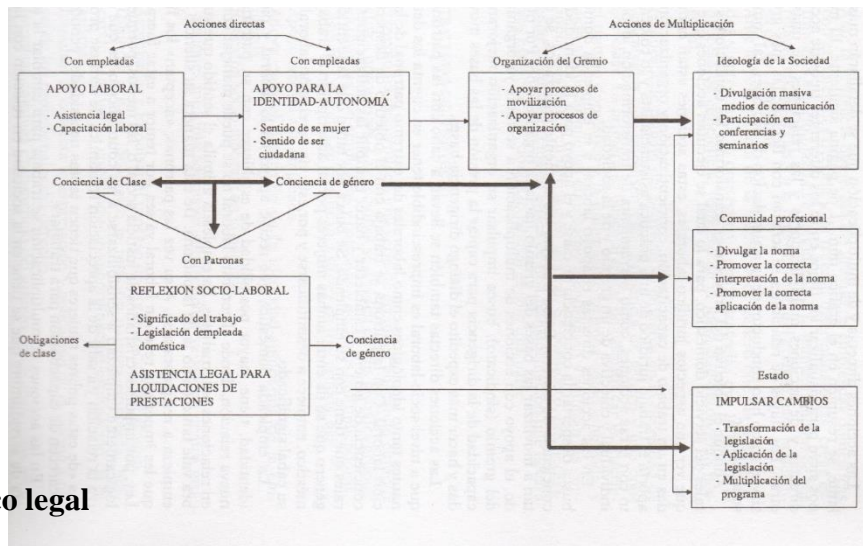 Acciones directas
Acciones de Multiplicación
Con empleadas
Con empleadas
Organización del Gremio
Ideología de la Sociedad
APOYO LABORAL
- Asistencia legal
- Capacitación laboral
APOYO PARA LA
IDENTIDAD-AUTONOMIÁ
- Sentido de se mujer
- Sentido de ser
ciudadana
- Apoyar procesos de
movilización
- Apoyar procesos de
organización
- Divulgación masiva
medios de comunicación
- Participación en
conferencias y
seminarios
Conciencia de Clase
Conciencia de género
Comunidad profesional
- Divulgar la norma
- Promover la correcta
interpretación de la norma
- Promover la correcta
aplicación de la norma
Con Patronas
REFLEXION SOCIO-LABORAL
- Significado del trabajo
- Legislación dempleada
doméstica
ASISTENCIA LEGAL PARA
LIQUIDACIONES DE
PRESTACIONES
Obligaciones
de clase
Conciencia
de género
Estado
IMPULSAR CAMBIOS
- Transformación de la
legislación
- Aplicación de la
legislación
- Multiplicación del
programa
o legal